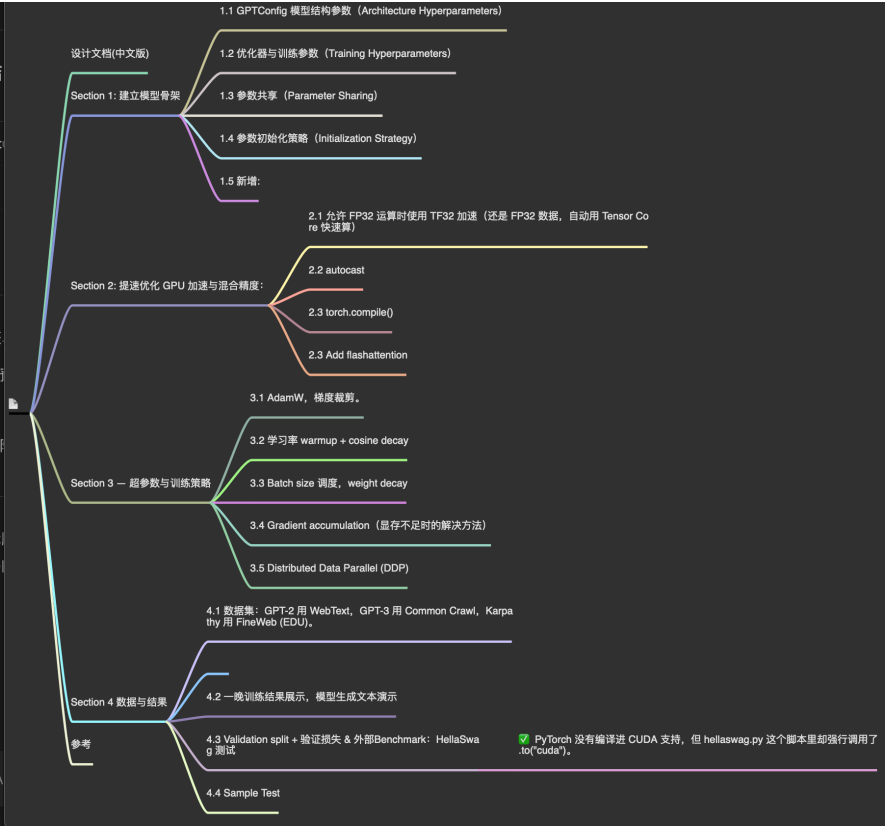 1.1 GPTConfig 模型结构参数（Architecture Hyperparameters）
设计文档(中文版)
1.2 优化器与训练参数（Training Hyperparameters）
Section 1: 建立模型骨架
1.3 参数共享（Parameter Sharing）
1.4 参数初始化策略（Initialization Strategy）
1.5 新增:
2.1 允许 FP32 运算时使用 TF32 加速（还是 FP32 数据，自动用 Tensor Co
re 快速算）
2.2 autocast
Section 2: 提速优化 GPU 加速与混合精度：
2.3 torch.compile()
2.3 Add flashattention
3.1 AdamW，梯度裁剪。
3.2 学习率 warmup + cosine decay
Section 3 — 超参数与训练策略
3.3 Batch size 调度，weight decay
3.4 Gradient accumulation（显存不足时的解决方法）
3.5 Distributed Data Parallel (DDP)
4.1 数据集：GPT-2 用 WebText，GPT-3 用 Common Crawl，Karpa
thy 用 FineWeb (EDU)。
Section 4 数据与结果
4.2 一晚训练结果展示，模型生成文本演示
参考
4.3 Validation split + 验证损失 & 外部Benchmark：HellaSwa
g 测试
✅ PyTorch 没有编译进 CUDA 支持，但 hellaswag.py 这个脚本里却强行调用了
.to("cuda")。
4.4 Sample Test